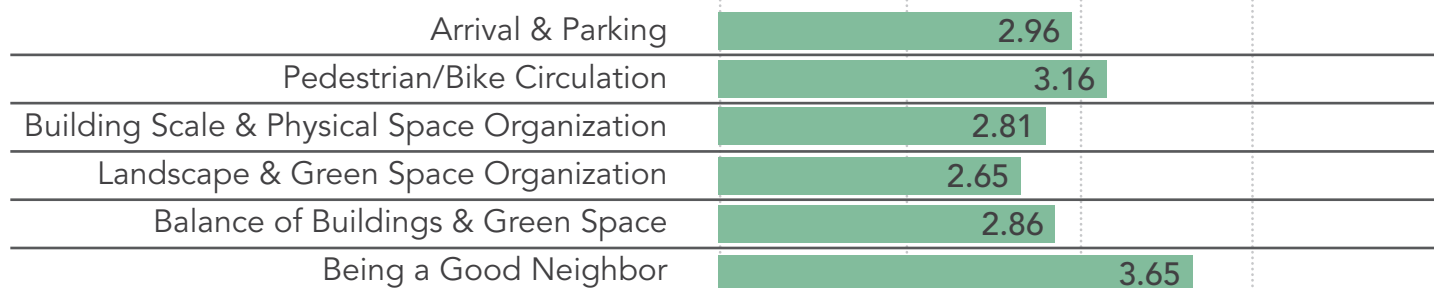 Arrival & Parking 2.96
Pedestrian/Bike Circulation 3.16
Building Scale & Physical Space Organization 2.81
Landscape & Green Space Organization 2.65
Balance of Buildings & Green Space 2.86
Being a Good Neighbor 3.65